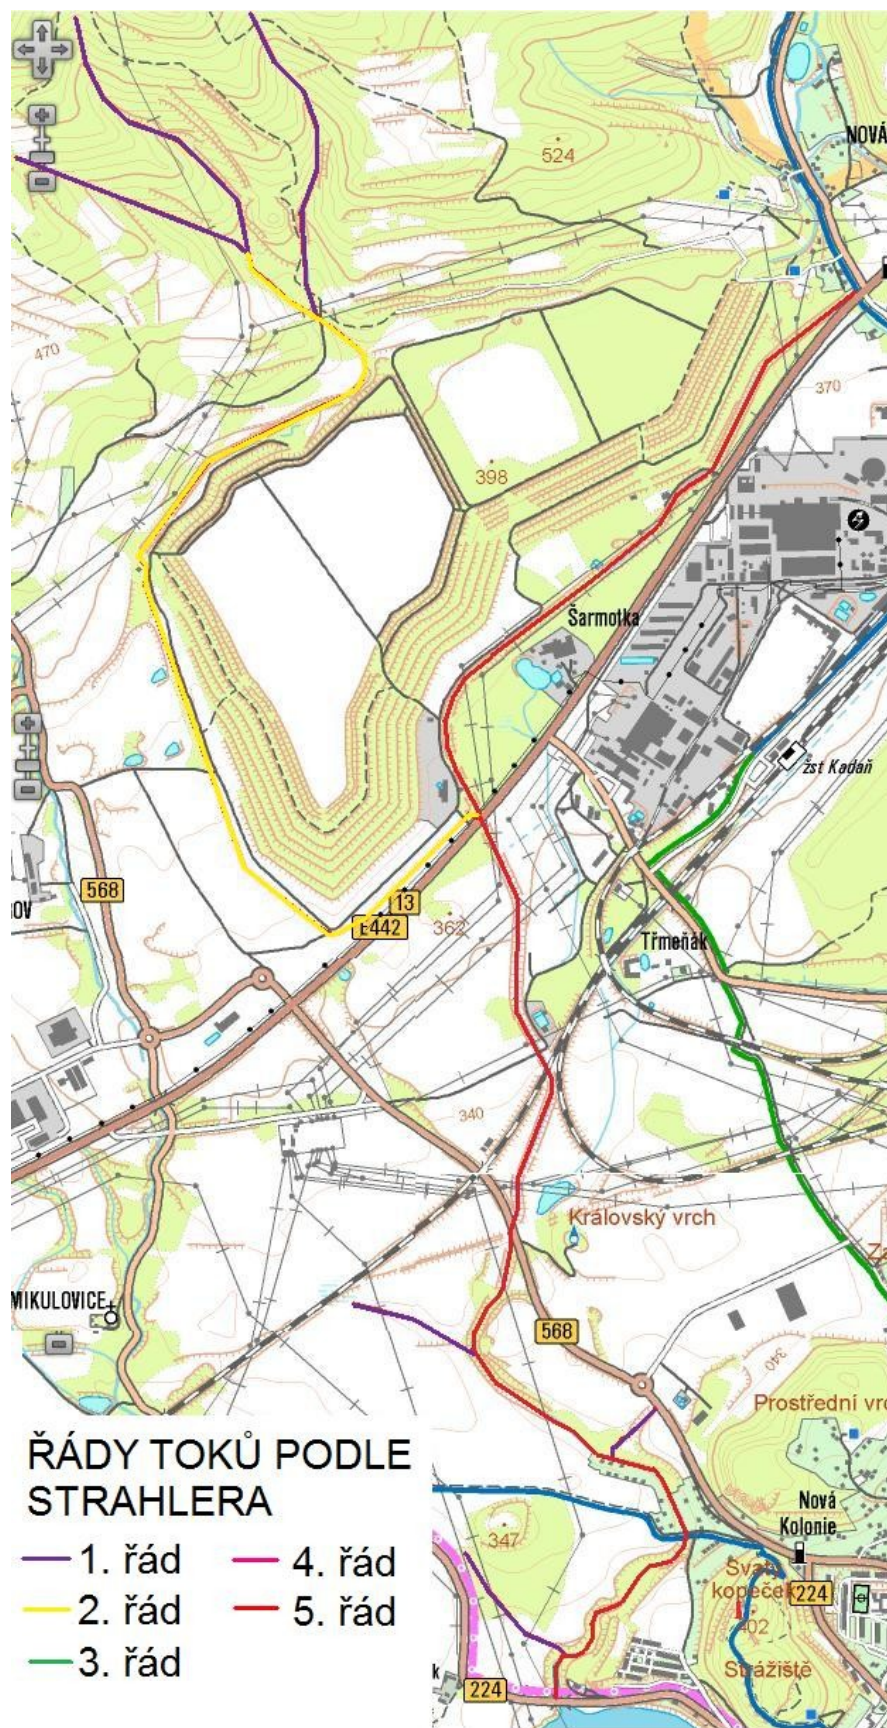 524
NOVÁ
470
370
398
Šarmotka
žst Kadaň
568
OV
13
E442
362
Třmeňák
340
Královský vrch
MIKULOVICE
568
340
Prostřední vrc
ŘÁDY TOKŮ PODLE
STRAHLERA
1. řád
4. řád
2. řád
5. řád
3. řád
347
Nová
Kolonie
Svatý
kopeček
224
402
Strážiště
k
224